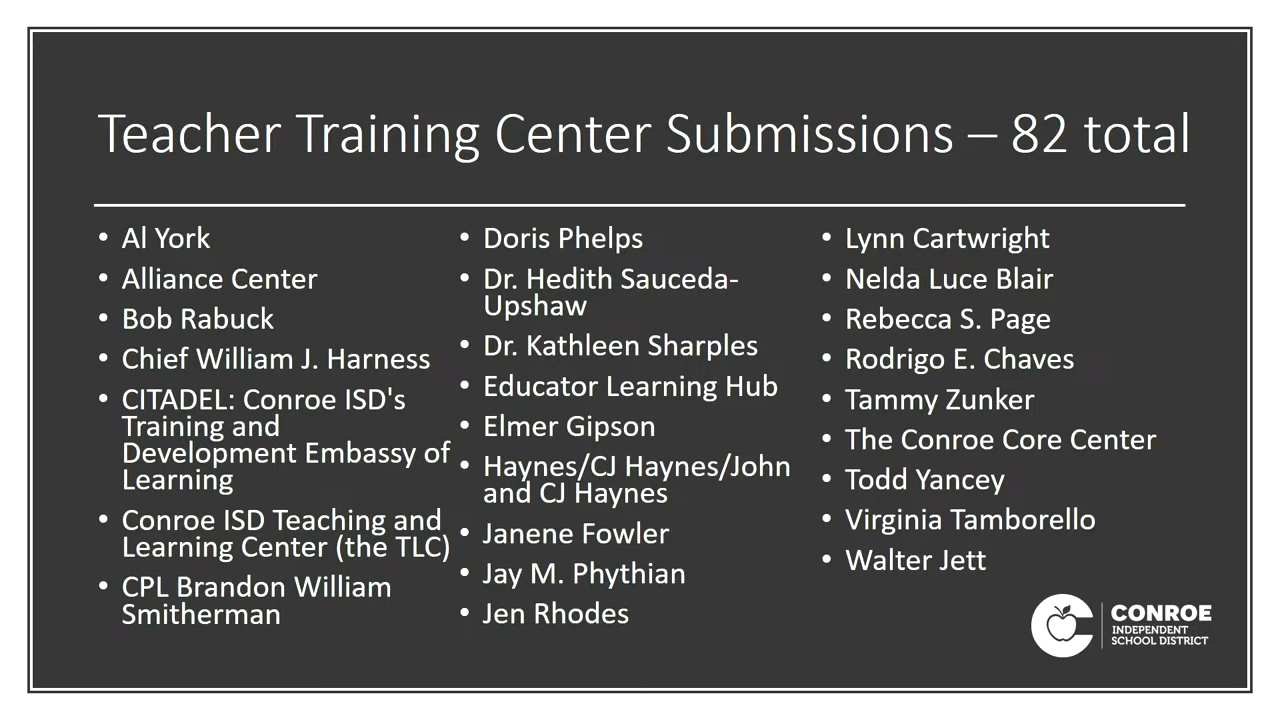 Teacher Training Center Submissions – 82 total
• Al York
• Alliance Center
• Bob Rabuck
• Chief William J. Harness
• CITADEL: Conroe ISD's
Training and
Development Embassy of
Learning
• Conroe ISD Teaching and
Learning Center (the TLC)
• CPL Brandon William
Smitherman
• Doris Phelps
• Dr. Hedith Sauceda-
Upshaw
• Dr. Kathleen Sharples
• Educator Learning Hub
• Elmer Gipson
• Haynes/CJ Haynes/John
and CJ Haynes
• Janene Fowler
• Jay M. Phythian
• Jen Rhodes
• Lynn Cartwright
• Nelda Luce Blair
• Rebecca S. Page
• Rodrigo E. Chaves
• Tammy Zunker
• The Conroe Core Center
• Todd Yancey
• Virginia Tamborello
• Walter Jett
CONROE
INDEPENDENT
SCHOOL DISTRICT